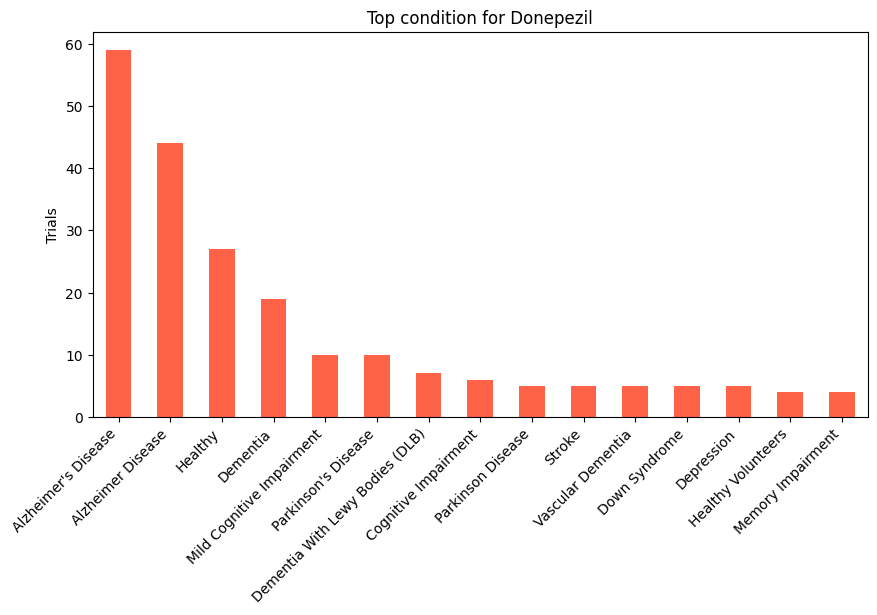 Top condition for Donepezil
Trials
60
50
40
30
20
10
0
Alzheimer's Disease
Alzheimer Disease
Healthy
Dementia
Mild Cognitive Impairment
Parkinson's Disease
Dementia With Lewy Bodies (DLB)
Cognitive Impairment
Parkinson Disease
Stroke
Vascular Dementia
Down Syndrome
Depression
Healthy Volunteers
Memory Impairment